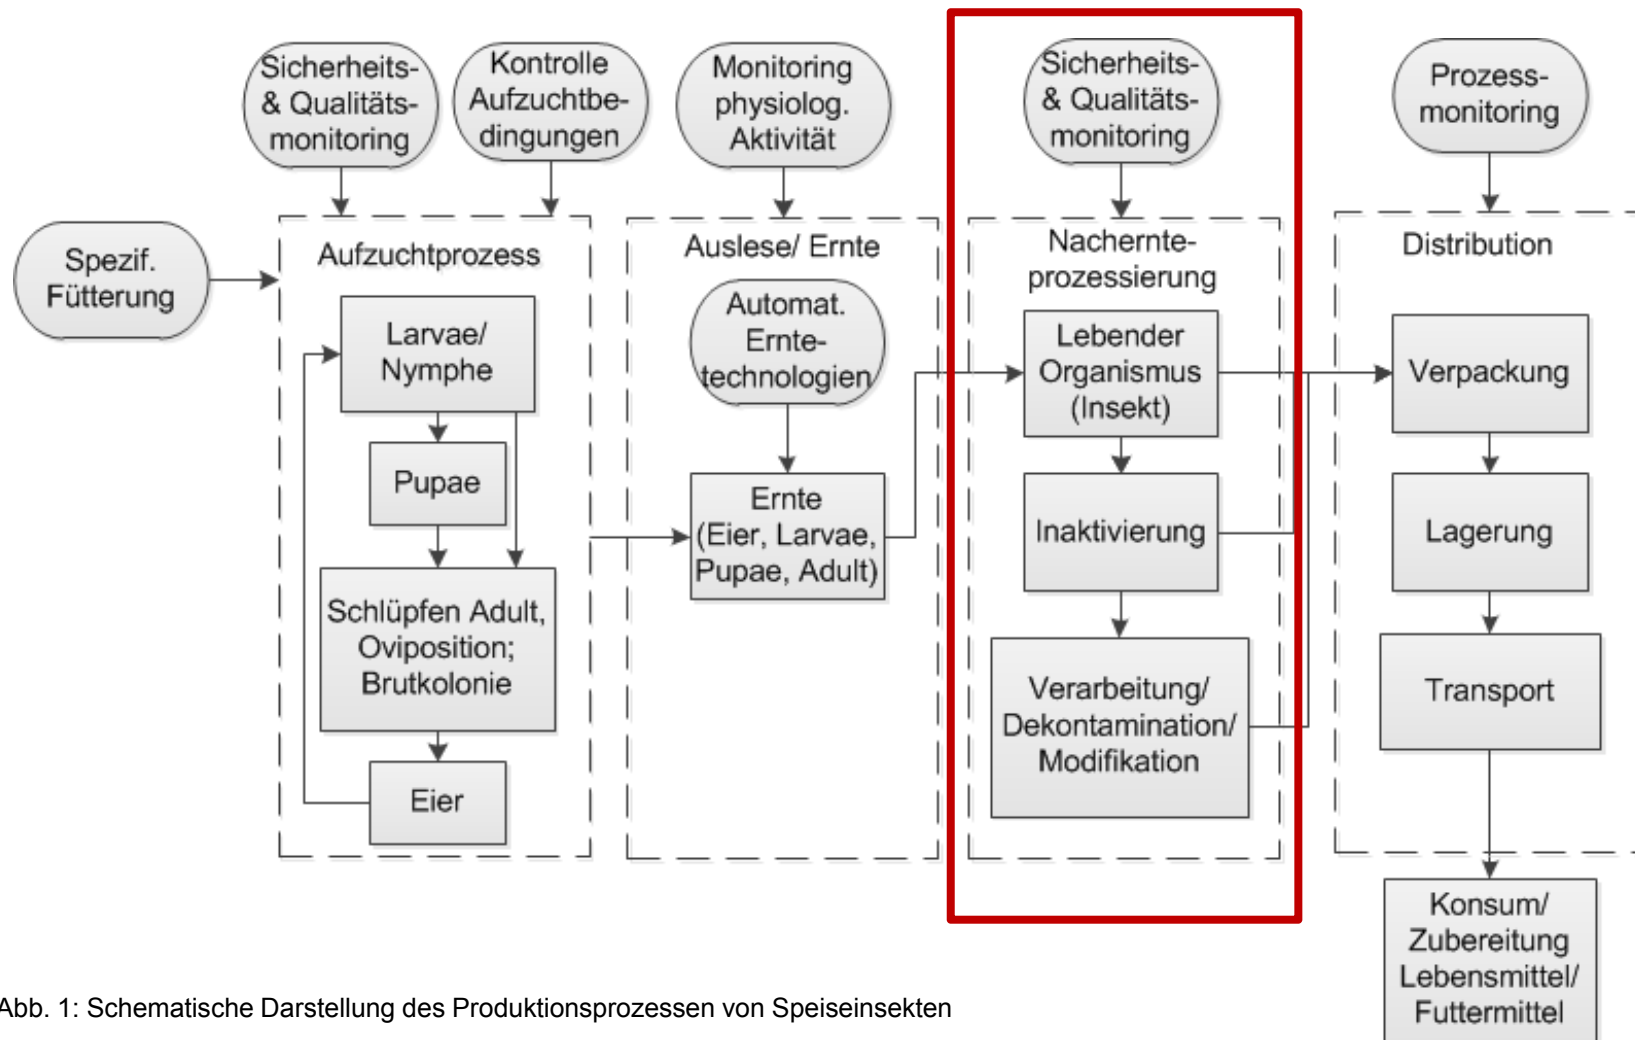 Sicherheits-
& Qualitäts-
monitoring
Kontrolle
Aufzuchtbe-
dingungen
Monitoring
physiolog.
Aktivität
Sicherheits-
& Qualitäts-
monitoring
Prozess-
monitoring
Spezif.
Fütterung
Aufzuchtprozess
Larvae/
Nymphe
Pupae
Schlüpfen Adult,
Oviposition;
Brutkolonie
Eier
Auslese/ Ernte
Automat.
Ernte-
technologien
Ernte
(Eier, Larvae,
Pupae, Adult)
Nachernte-
prozessierung
Lebender
Organismus
(Insekt)
Inaktivierung
Verarbeitung/
Dekontamination/
Modifikation
Distribution
Verpackung
Lagerung
Transport
Konsum/
Zubereitung
Lebensmittel/
Futtermittel
Abb. 1: Schematische Darstellung des Produktionsprozessen von Speiseinsekten